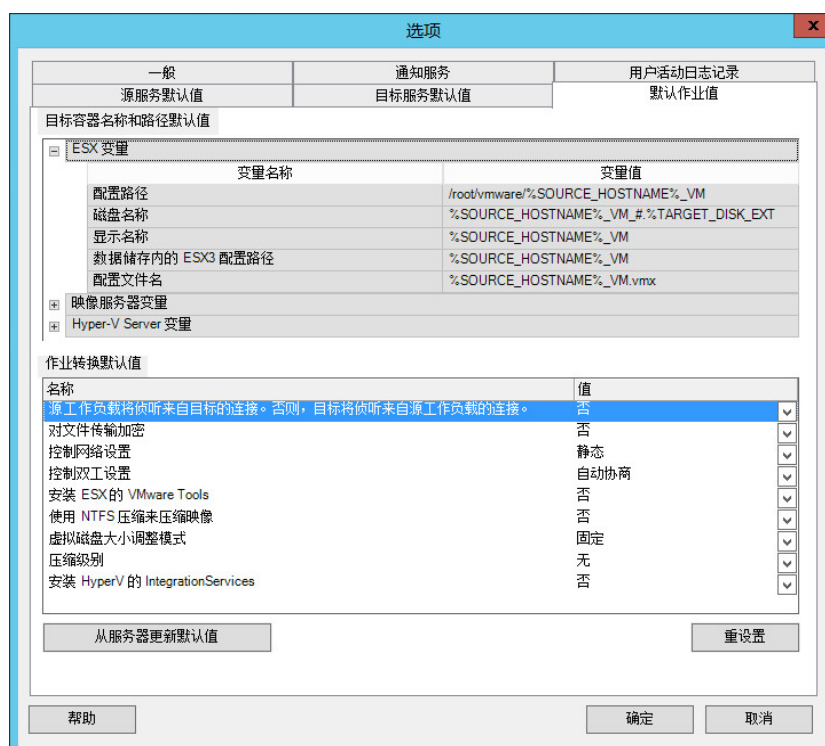 选项
x
一般 通知服务 用户活动日志记录
源服务默认值 目标服务默认值 默认作业值
目标容器名称和路径默认值
ESX 变量
变量名称 变量值
配置路径 /root/vmware/%SOURCE_HOSTNAME%_VM
磁盘名称 %SOURCE_HOSTNAME%_VM_#.%TARGET_DISK_EXT
显示名称 %SOURCE_HOSTNAME%_VM
数据储存内的 ESX3 配置路径 %SOURCE_HOSTNAME%_VM
配置文件名 %SOURCE_HOSTNAME%_VM.vmx
映像服务器变量
Hyper-V Server 变量
作业转换默认值
名称 值
源工作负载将侦听来自目标的连接。否则，目标将侦听来自源工作负载的连接。 否
对文件传输加密 否
控制网络设置 静态
控制双工设置 自动协商
安装 ESX的 VMware Tools 否
使用 NTFS 压缩来压缩映像 否
虚拟磁盘大小调整模式 固定
压缩级别 无
安装 HyperV 的 IntegrationServices 否
从服务器更新默认值 重设置
帮助 确定 取消